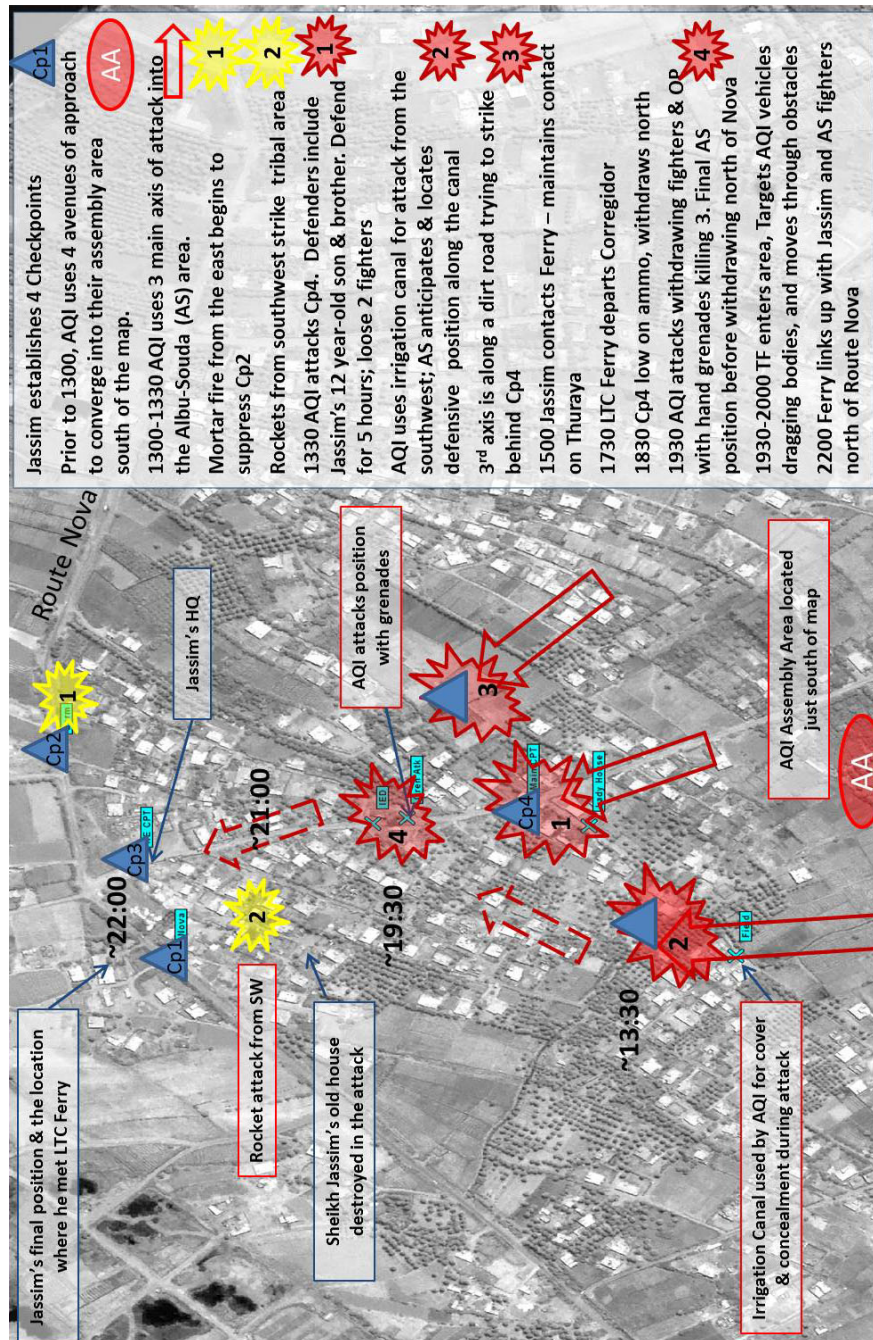 Jassim establishes 4 Checkpoints
Cp1
Prior to 1300, AQI uses 4 avenues of approach
to converge into their assembly area
south of the map.
AA
1300-1330 AQI uses 3 main axis of attack into
the Albu-Souda (AS) area.
Mortar fire from the east begins to
suppress Cp2
1
Rockets from southwest strike tribal area
2
1330 AQI attacks Cp4. Defenders include
Jassim's 12 year-old son & brother. Defend
for 5 hours; loose 2 fighters
1
AQI uses irrigation canal for attack from the
southwest; AS anticipates & locates
defensive position along the canal
2
3rd axis is along a dirt road trying to strike
behind Cp4
3
1500 Jassim contacts Ferry – maintains contact
on Thuraya
1730 LTC Ferry departs Corregidor
1830 Cp4 low on ammo, withdraws north
1930 AQI attacks withdrawing fighters & OP
with hand grenades killing 3. Final AS
position before withdrawing north of Nova
4
1930-2000 TF enters area, Targets AQI vehicles
dragging bodies, and moves through obstacles
2200 Ferry links up with Jassim and AS fighters
north of Route Nova
Route Nova
Jassim's final position & the location
where he met LTC Ferry
~22:00
Cp1
Nova
Cp3
CPT
Cp2
1
Jassim's HQ
Rocket attack from SW
2
~21:00
Sheikh Jassim's old house
destroyed in the attack
~19:30
4
IED
Atk
AQI attacks position
with grenades
Cp4
Main CPT
1
House
3
~13:30
2
Field
Irrigation Canal used by AQI for cover
& concealment during attack
AQI Assembly Area located
just south of map
AA